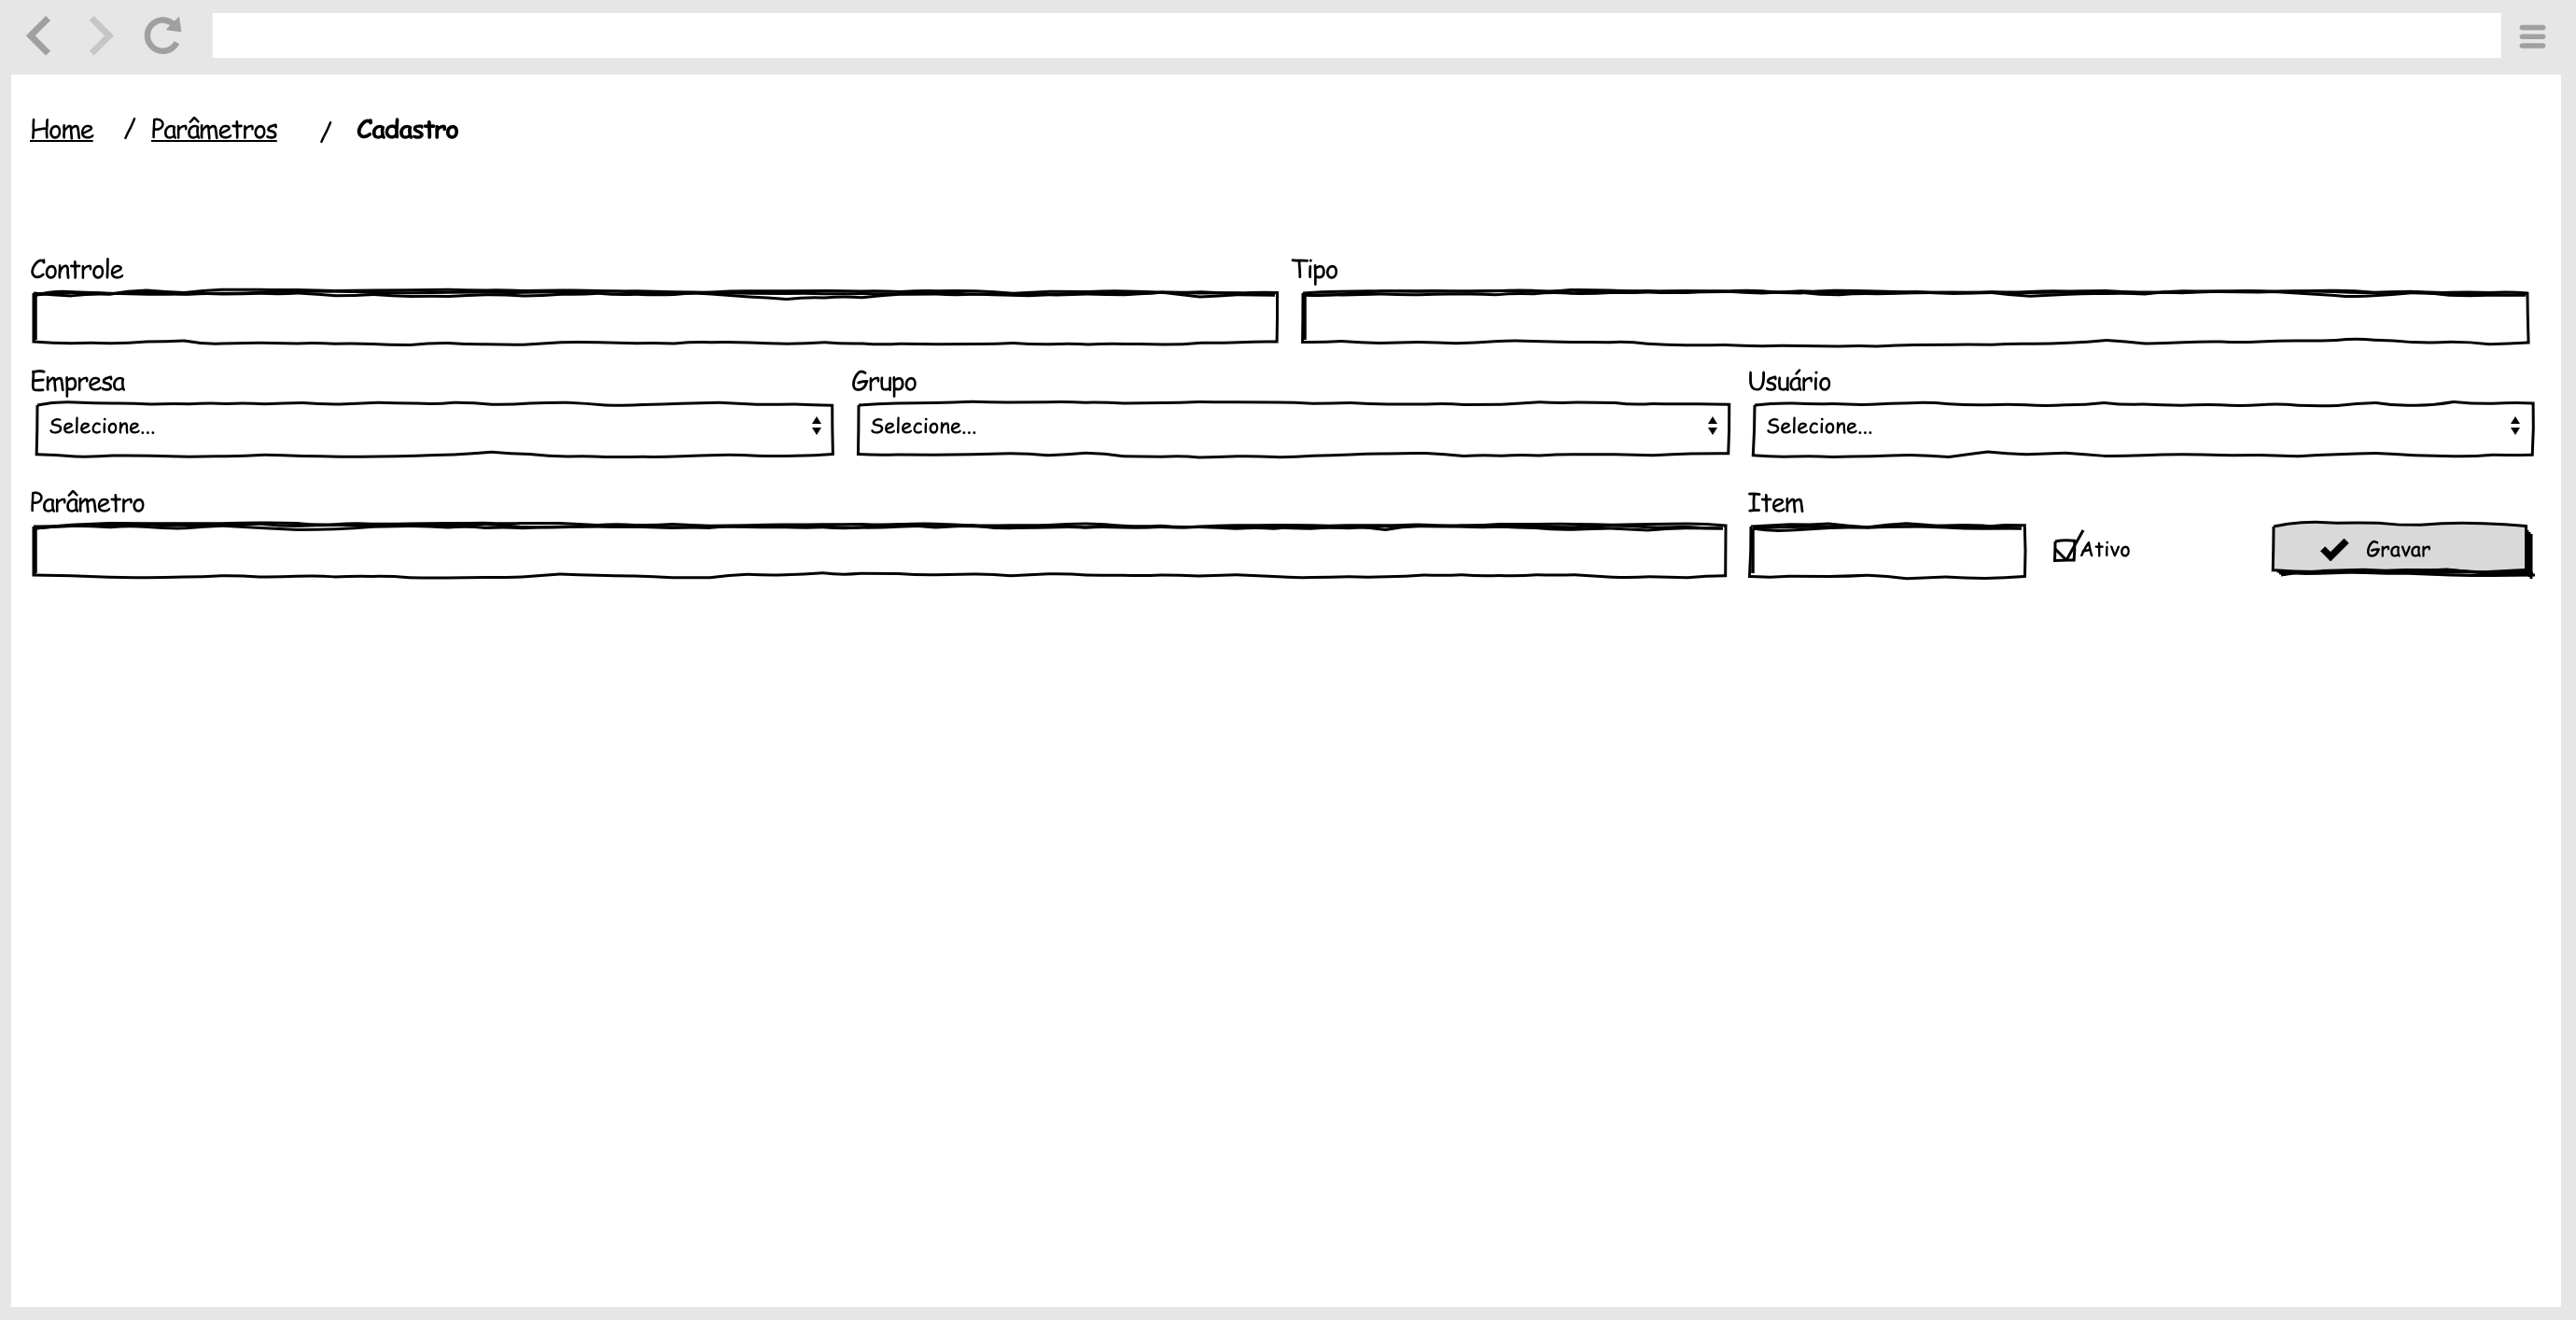 Home / Parâmetros / Cadastro
Controle Tipo
Empresa Grupo Usuário
Selecione... Selecione... Selecione...
Parâmetro Item
Ativo Gravar